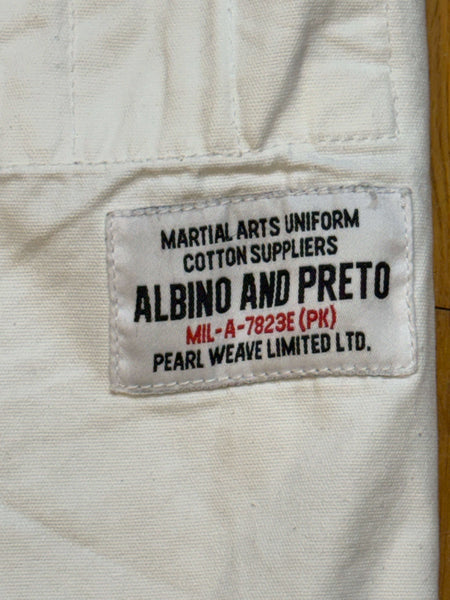 MARTIAL ARTS UNIFORM
COTTON SUPPLIERS
ALBINO AND PRETO
MIL-A-7823E (PK)
PEARL WEAVE LIMITED LTD.